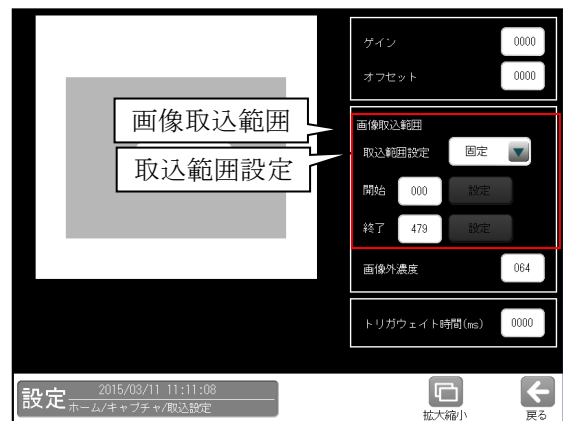 ゲイン 0000
オフセット 0000
画像取込範囲
取込範囲設定
画像取込範囲
取込範囲設定 固定
開始 000 設定
終了 479 設定
画像外濃度 064
トリガウェイト時間(ms) 0000
設定 2015/03/11 11:11:08
ホーム/キャプチャ/取込設定
拡大縮小 戻る